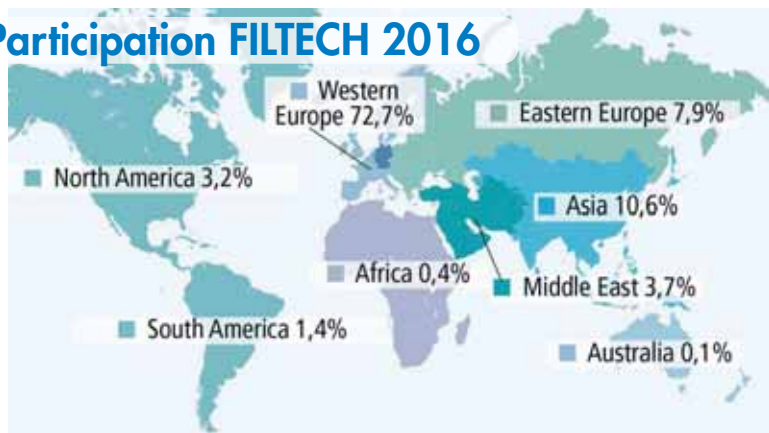 Participation FILTECH 2016
Western
Europe 72,7%
Eastern Europe 7,9%
North America 3,2%
Asia 10,6%
Africa 0,4%
Middle East 3,7%
South America 1,4%
Australia 0,1%